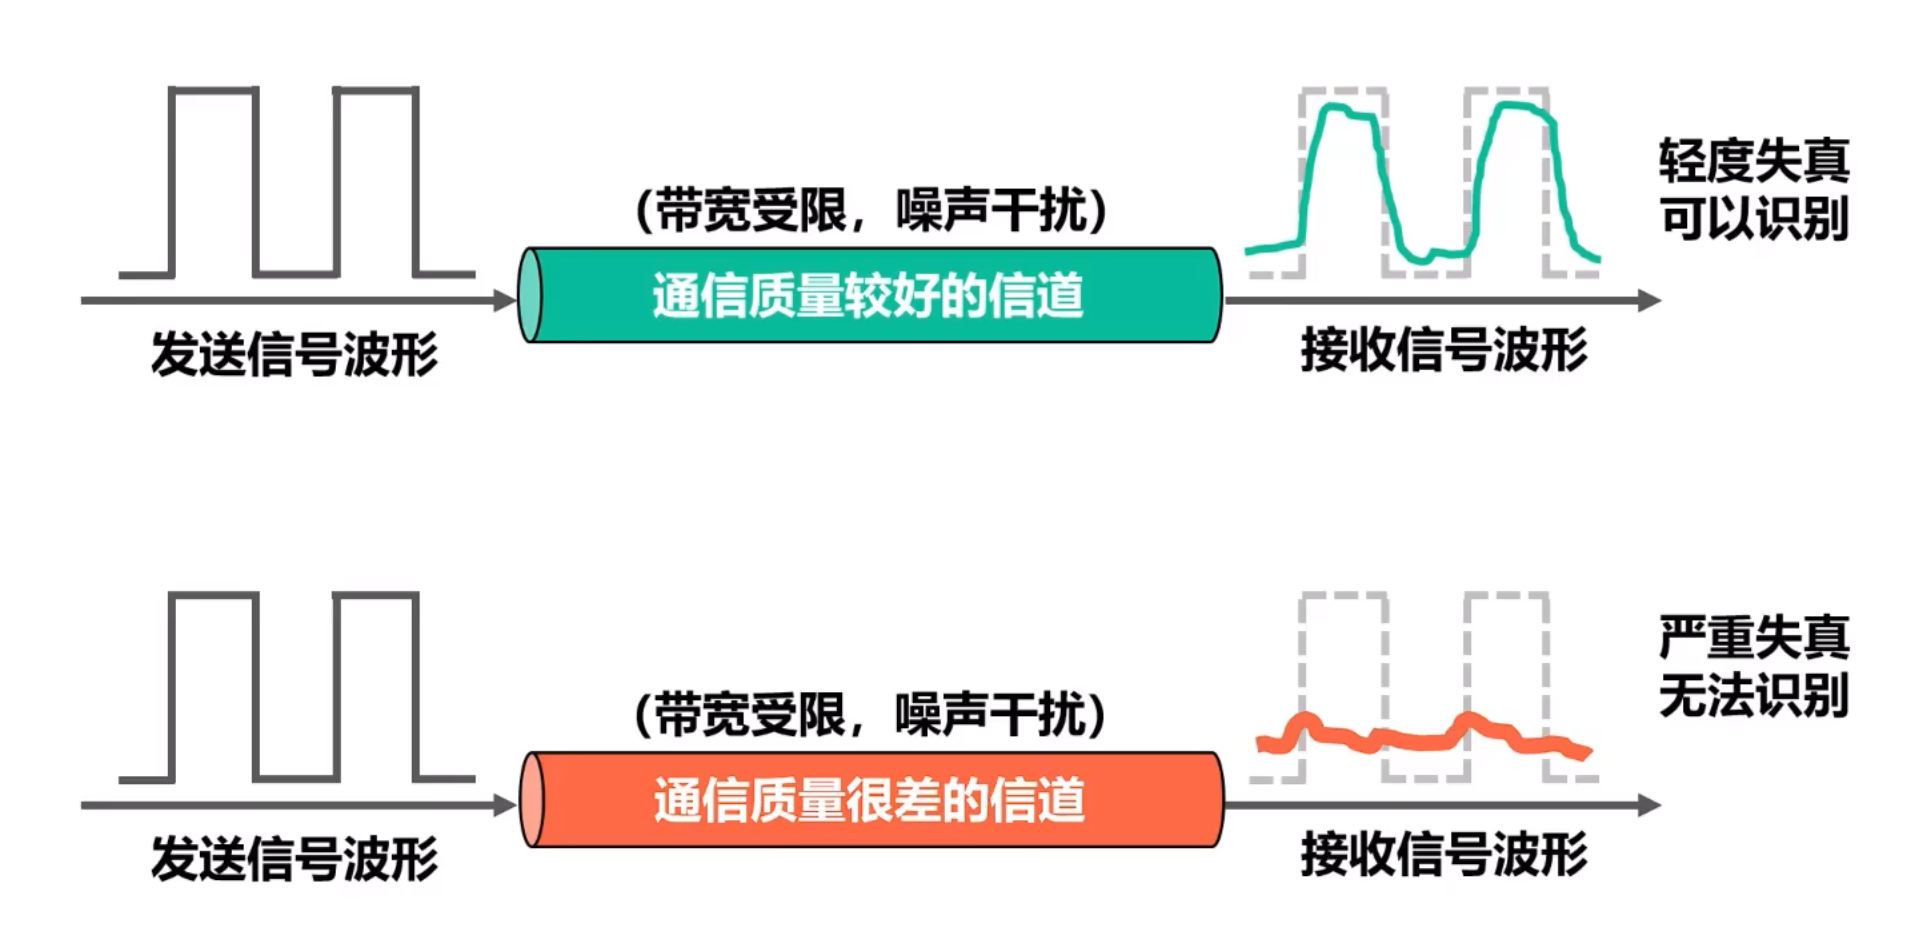 （带宽受限，噪声干扰）
轻度失真
可以识别
通信质量较好的信道
发送信号波形
接收信号波形
（带宽受限，噪声干扰）
严重失真
无法识别
通信质量很差的信道
发送信号波形
接收信号波形